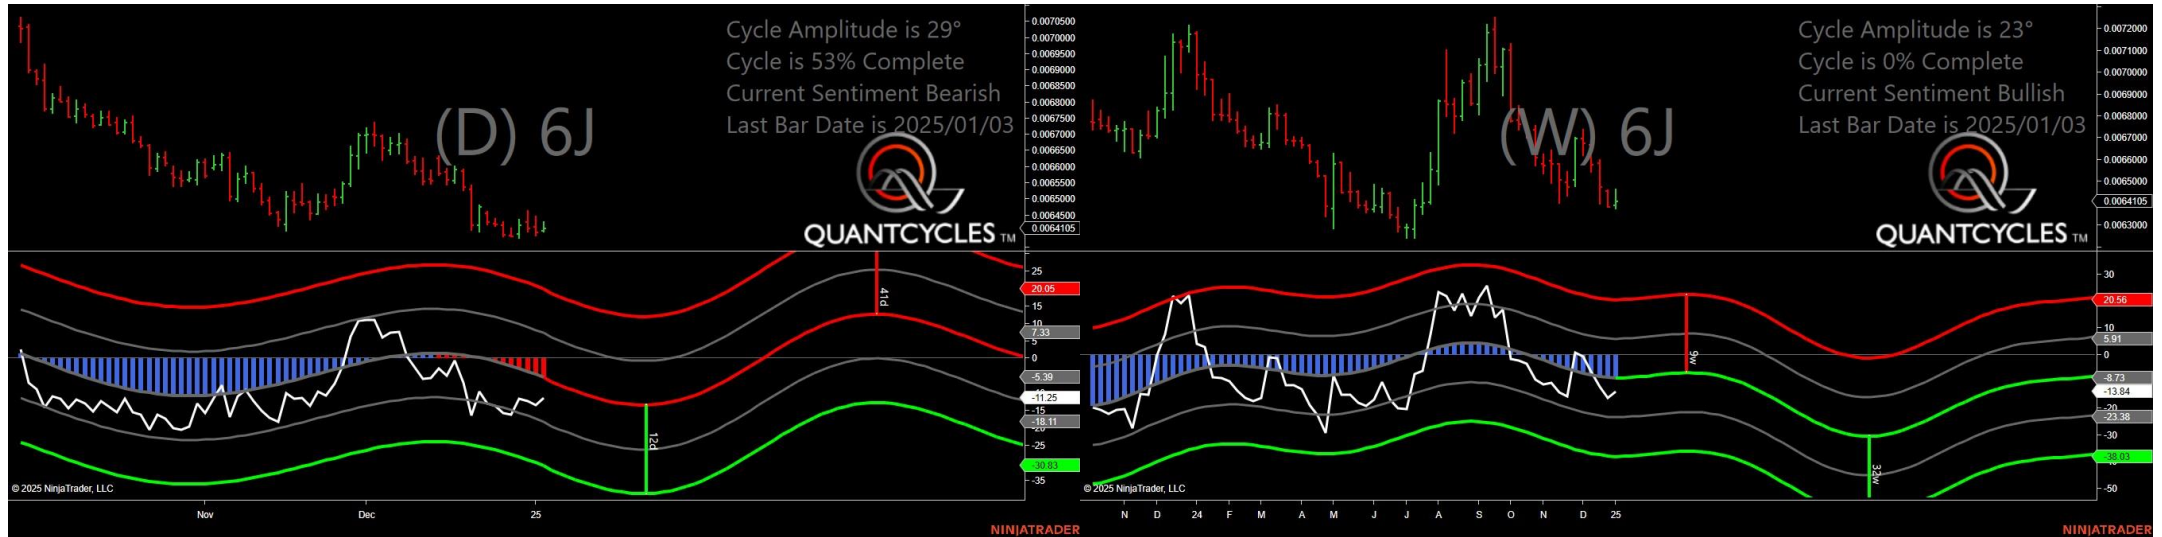 Cycle Amplitude is 29°
Cycle is 53% Complete
Current Sentiment Bearish
Last Bar Date is 2025/01/03
(D) 6J
QUANTCYCLES TM
0.0070500
0.0070000
0.0069500
0.0069000
0.0068500
0.0068000
0.0067500
0.0067000
0.0066500
0.0066000
0.0065500
0.0065000
0.0064500
0.0064105
25
20.05
15
10
7.33
5
0
-5.39
-11.25
-15
-18.11
-25
-30.83
-35
41d
12d
© 2025 NinjaTrader, LLC
Nov Dec 25
NINJATRADER
Cycle Amplitude is 23°
Cycle is 0% Complete
Current Sentiment Bullish
Last Bar Date is 2025/01/03
(W) 6J
QUANTCYCLES TM
0.0072000
0.0071000
0.0070000
0.0069000
0.0068000
0.0067000
0.0066000
0.0065000
0.0064105
0.0063000
30
20.56
10
5.91
0
-8.73
-13.84
-20
-23.38
-30
-38.03
-50
9w
32w
© 2025 NinjaTrader, LLC
N D 24 F M A M J J A S O N D 25
NINJATRADER